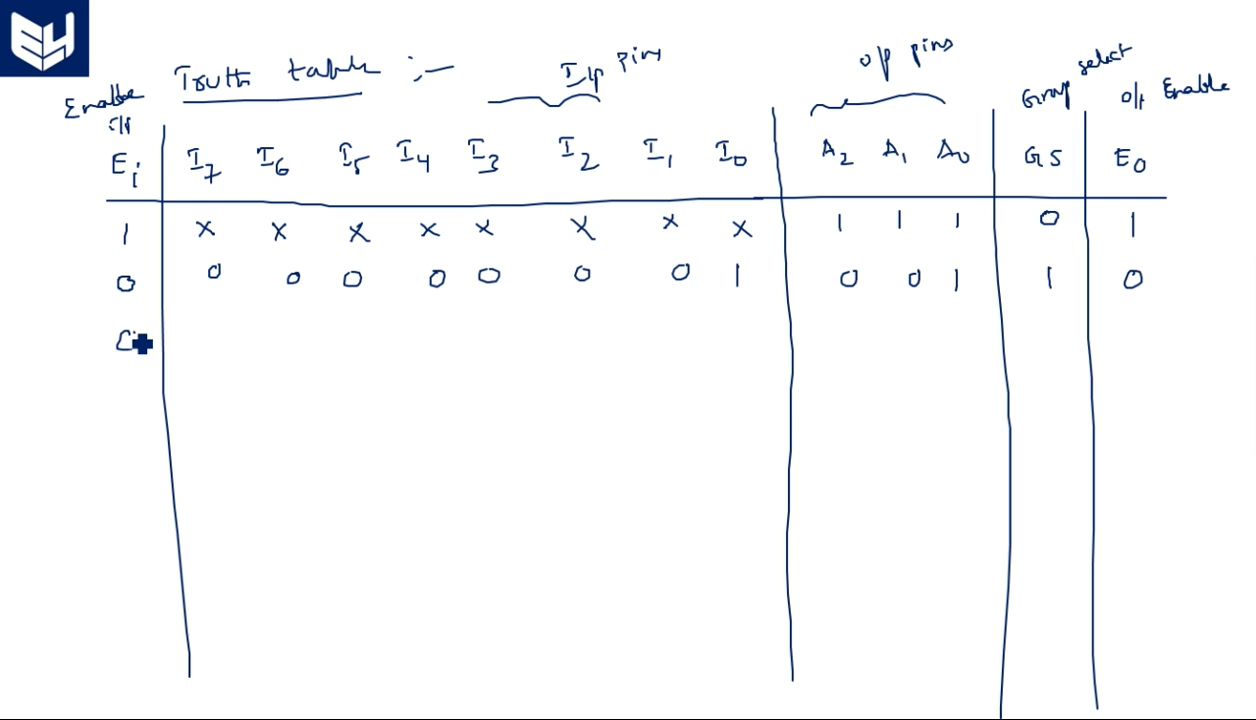 Truth table :-
I/p Pins
o/p pins
Group select
o/p Enable
Enable i/p
Ei I7 I6 I5 I4 I3 I2 I1 I0 A2 A1 A0 GS E0
1 x x x x x x x x 1 1 1 0 1
0 0 0 0 0 0 0 0 1 0 0 1 1 0